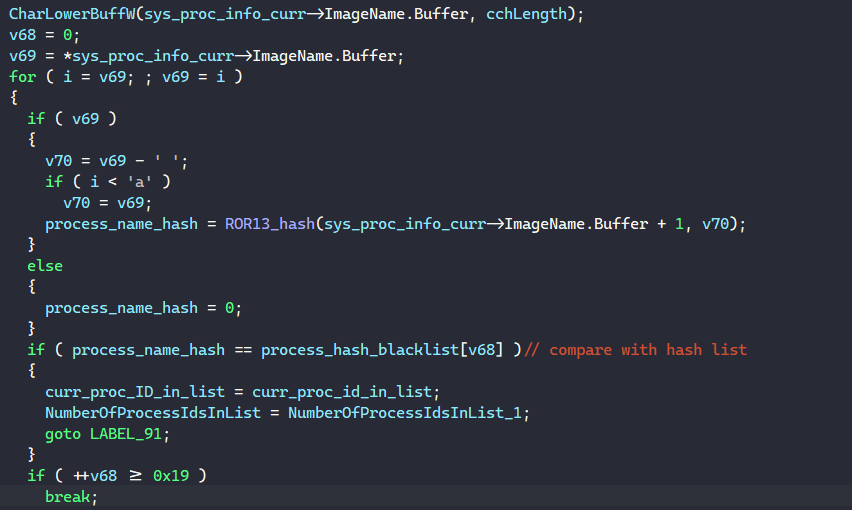 CharLowerBuffW(sys_proc_info_curr→ImageName.Buffer, cchLength);
v68 = 0;
v69 = *sys_proc_info_curr→ImageName.Buffer;
for ( i = v69; ; v69 = i )
{
  if ( v69 )
  {
    v70 = v69 - ' ';
    if ( i < 'a' )
      v70 = v69;
    process_name_hash = ROR13_hash(sys_proc_info_curr→ImageName.Buffer + 1, v70);
  }
  else
  {
    process_name_hash = 0;
  }
  if ( process_name_hash == process_hash_blacklist[v68] )// compare with hash list
  {
    curr_proc_ID_in_list = curr_proc_id_in_list;
    NumberOfProcessIdsInList = NumberOfProcessIdsInList_1;
    goto LABEL_91;
  }
  if ( ++v68 ≥ 0x19 )
    break;